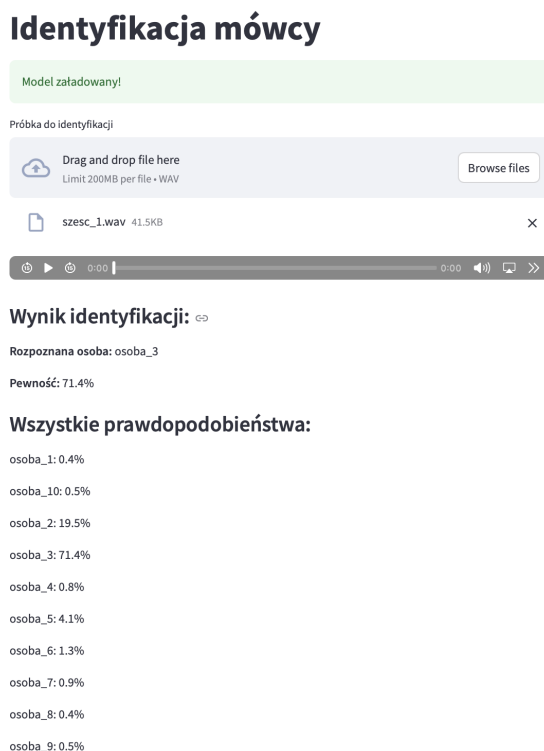 Identyfikacja mówcy
Model załadowany!
Próbka do identyfikacji
Drag and drop file here
Limit 200MB per file • WAV
Browse files
szesc_1.wav 41.5KB
0:00 0:00
Wynik identyfikacji:
Rozpoznana osoba: osoba_3
Pewność: 71.4%
Wszystkie prawdopodobieństwa:
osoba_1: 0.4%
osoba_10: 0.5%
osoba_2: 19.5%
osoba_3: 71.4%
osoba_4: 0.8%
osoba_5: 4.1%
osoba_6: 1.3%
osoba_7: 0.9%
osoba_8: 0.4%
osoba_9: 0.5%